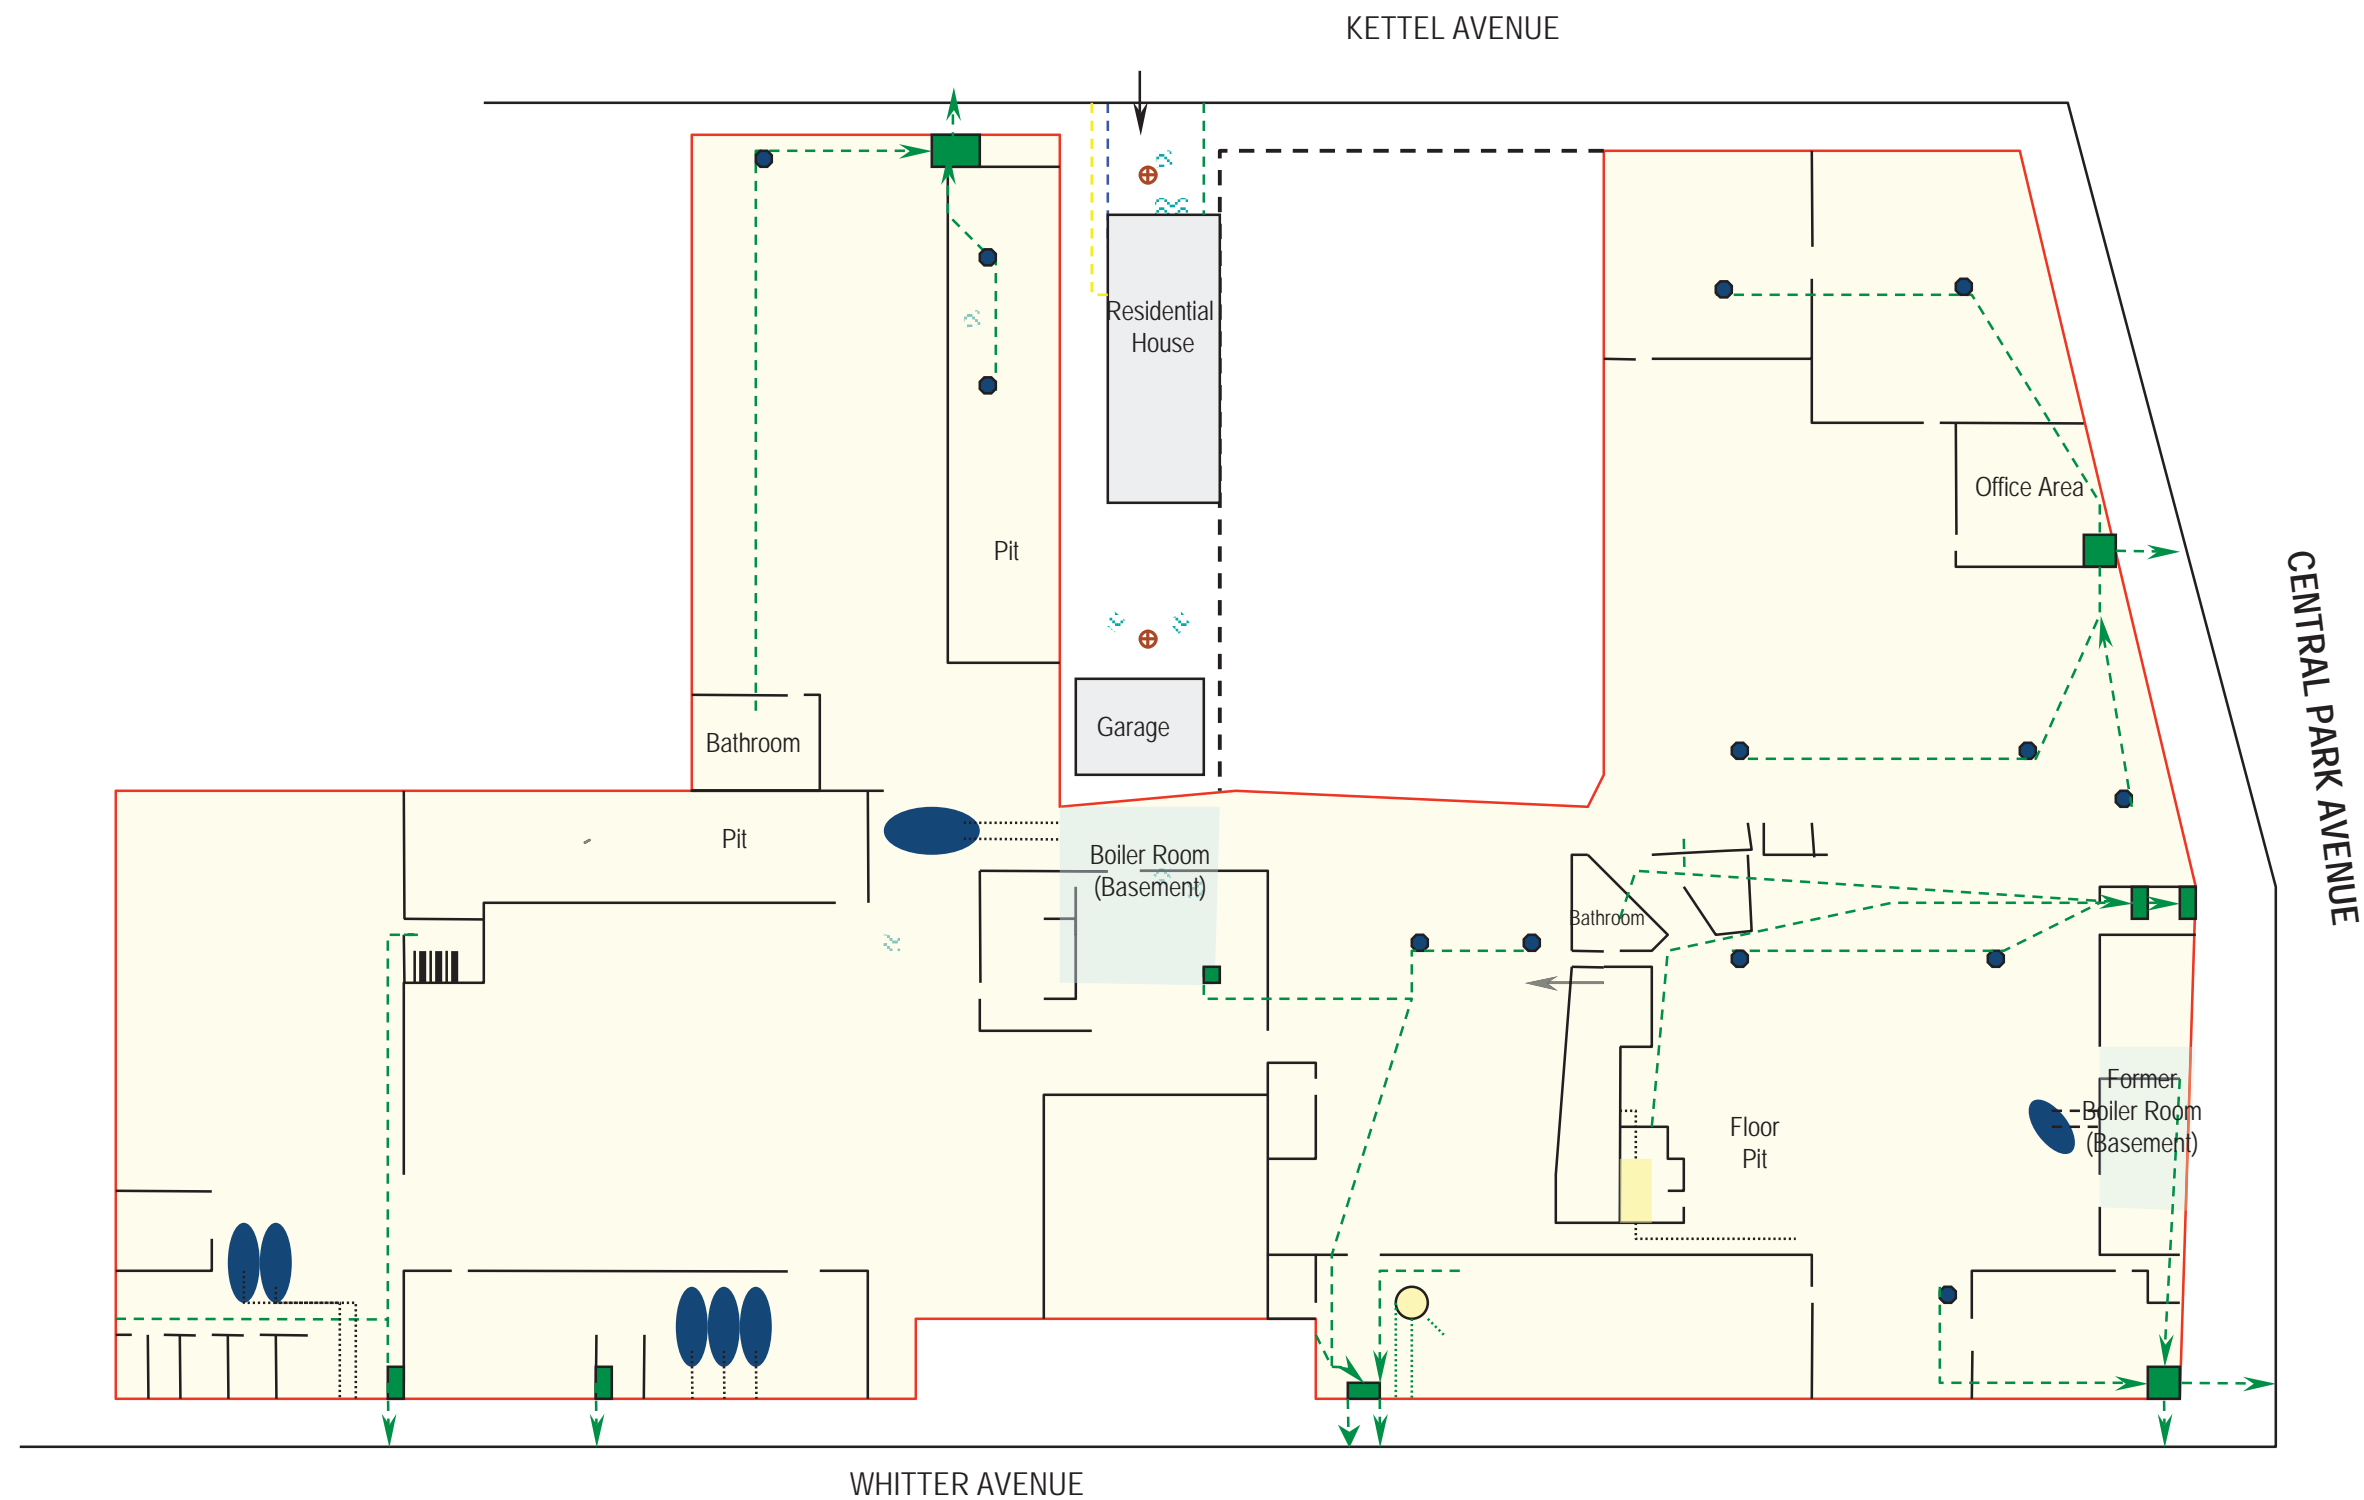 KETTEL AVENUE
Residential
House
Office Area
Pit
CENTRAL PARK AVENUE
Garage
Bathroom
Pit
Boiler Room
(Basement)
Bathroom
Former
Boiler Room
(Basement)
Floor
Pit
WHITTER AVENUE